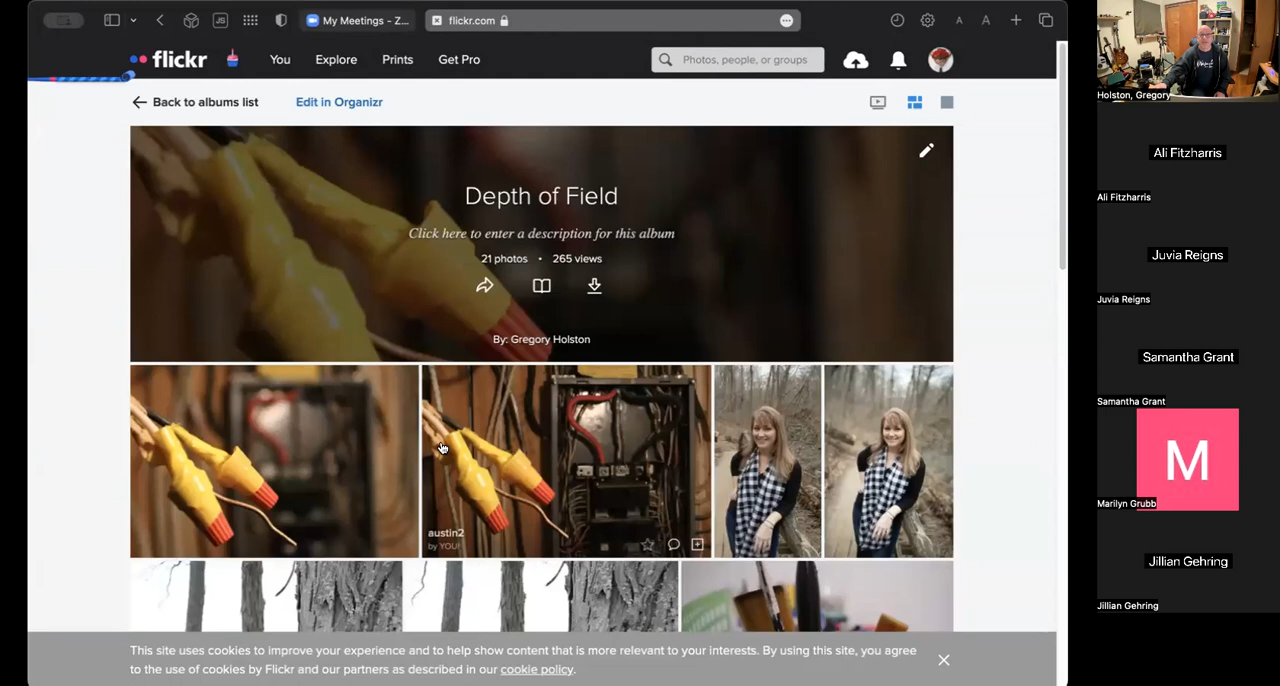 JS
My Meetings - Z...
flickr.com
A
A
flickr
You
Explore
Prints
Get Pro
Photos, people, or groups
Back to albums list
Edit in Organizr
Depth of Field
Click here to enter a description for this album
21 photos • 265 views
By: Gregory Holston
austin2
by YOU!
This site uses cookies to improve your experience and to help show content that is more relevant to your interests. By using this site, you agree
to the use of cookies by Flickr and our partners as described in our cookie policy.
Holston, Gregory
Ali Fitzharris
Ali Fitzharris
Juvia Reigns
Juvia Reigns
Samantha Grant
Samantha Grant
M
Marilyn Grubb
Jillian Gehring
Jillian Gehring